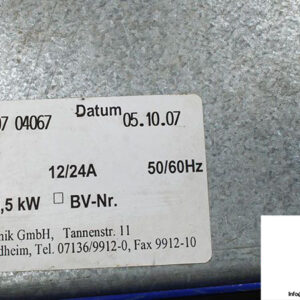 07 04067 Datum 05.10.07
12/24A 50/60Hz
,5 kW ☐ BV-Nr.
nik GmbH, Tannenstr. 11
dheim, Tel. 07136/9912-0, Fax 9912-10